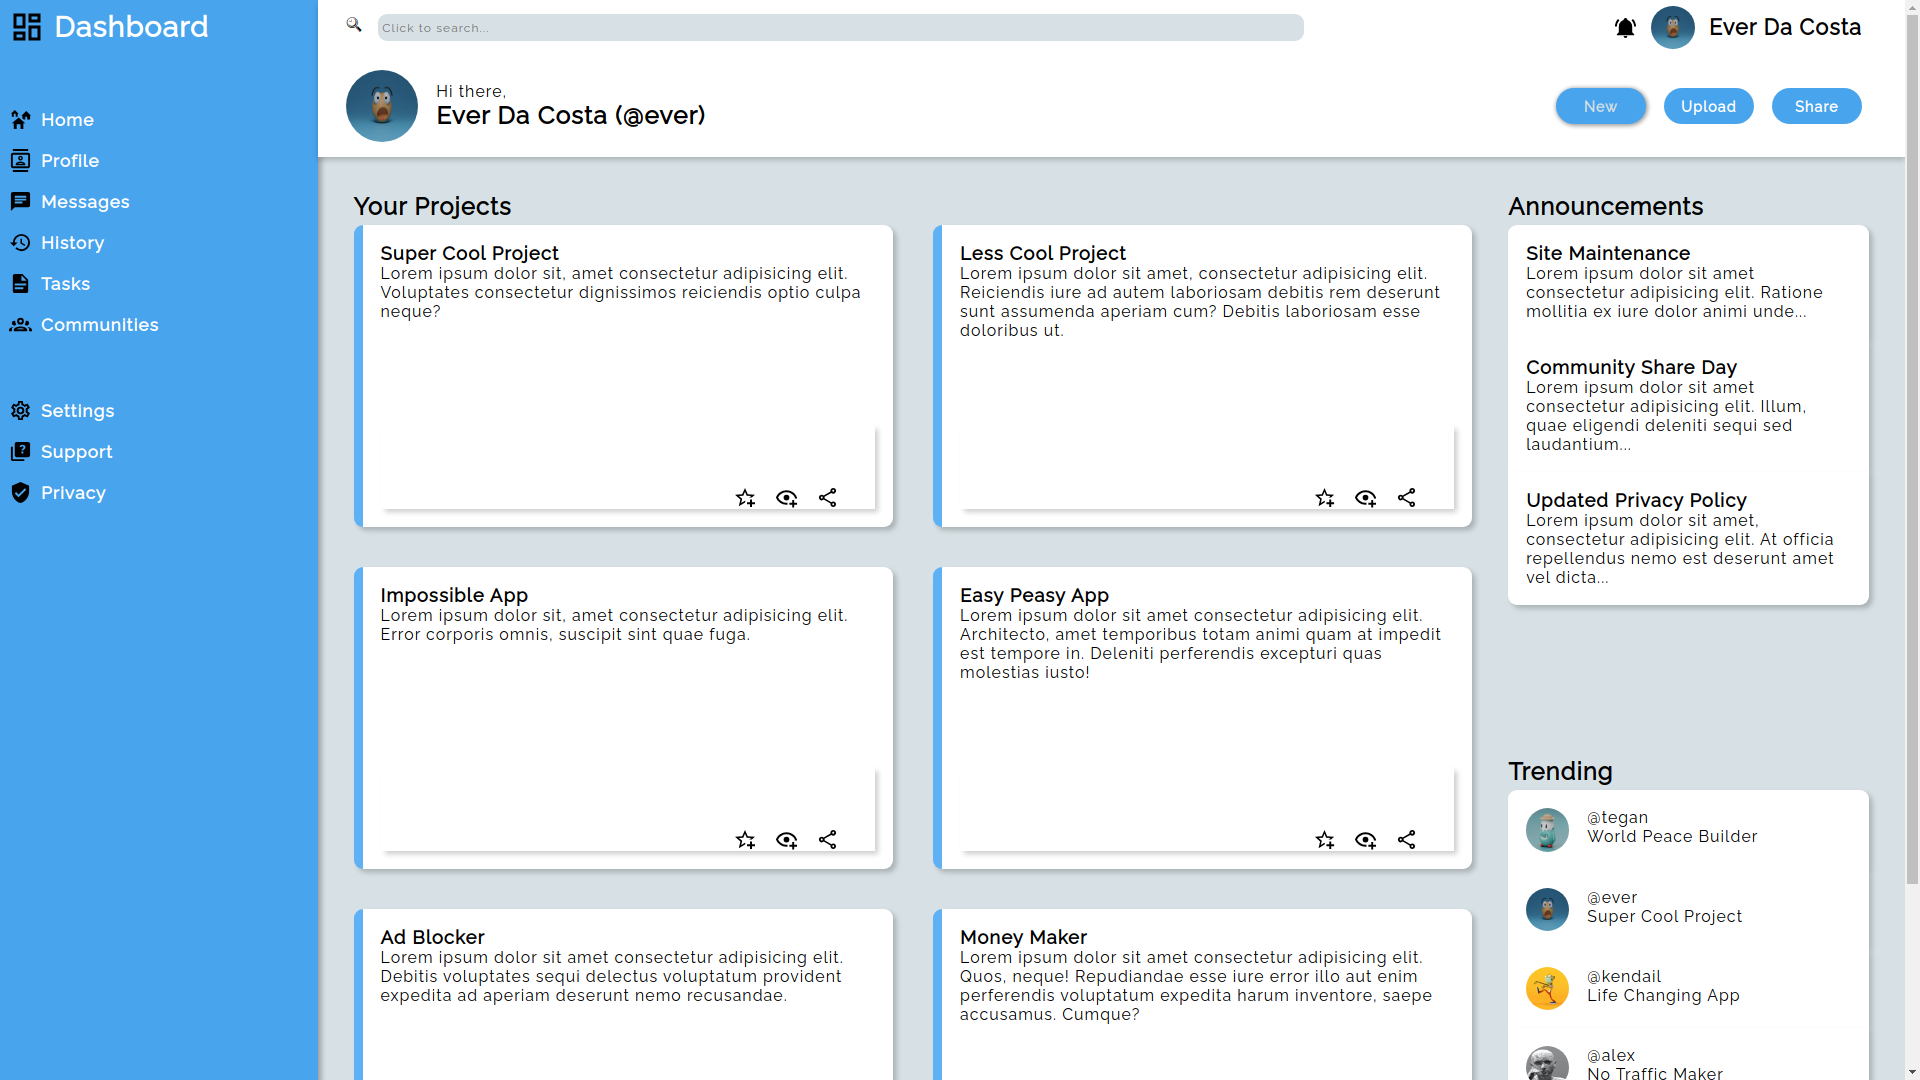 Dashboard
Home
Profile
Messages
History
Tasks
Communities
Settings
Support
Privacy
Click to search...
Ever Da Costa
Hi there,
Ever Da Costa (@ever)
New
Upload
Share
Your Projects
Super Cool Project
Lorem ipsum dolor sit, amet consectetur adipisicing elit.
Voluptates consectetur dignissimos reiciendis optio culpa
neque?
Less Cool Project
Lorem ipsum dolor sit amet, consectetur adipisicing elit.
Reiciendis iure ad autem laboriosam debitis rem deserunt
sunt assumenda aperiam cum? Debitis laboriosam esse
doloribus ut.
Impossible App
Lorem ipsum dolor sit, amet consectetur adipisicing elit.
Error corporis omnis, suscipit sint quae fuga.
Easy Peasy App
Lorem ipsum dolor sit amet consectetur adipisicing elit.
Architecto, amet temporibus totam animi quam at impedit
est tempore in. Deleniti perferendis excepturi quas
molestias iusto!
Ad Blocker
Lorem ipsum dolor sit amet consectetur adipisicing elit.
Debitis voluptates sequi delectus voluptatum provident
expedita ad aperiam deserunt nemo recusandae.
Money Maker
Lorem ipsum dolor sit amet consectetur adipisicing elit.
Quos, neque! Repudiandae esse iure error illo aut enim
perferendis voluptatum expedita harum inventore, saepe
accusamus. Cumque?
Announcements
Site Maintenance
Lorem ipsum dolor sit amet
consectetur adipisicing elit. Ratione
mollitia ex iure dolor animi unde...
Community Share Day
Lorem ipsum dolor sit amet
consectetur adipisicing elit. Illum,
quae eligendi deleniti sequi sed
laudantium...
Updated Privacy Policy
Lorem ipsum dolor sit amet,
consectetur adipisicing elit. At officia
repellendus nemo est deserunt amet
vel dicta...
Trending
@tegan
World Peace Builder
@ever
Super Cool Project
@kendail
Life Changing App
@alex
No Traffic Maker